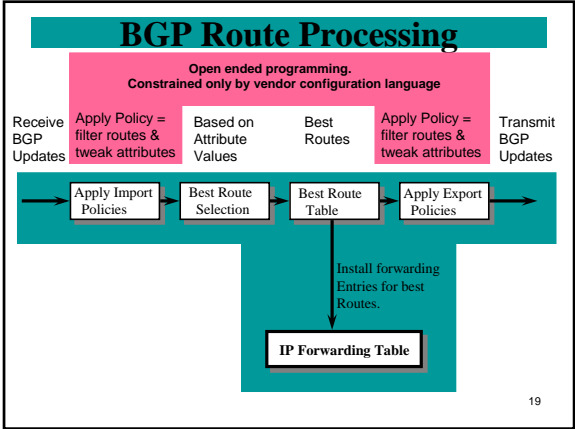 BGP Route Processing
Open ended programming.
Constrained only by vendor configuration language
Receive
BGP
Updates
Apply Policy =
filter routes &
tweak attributes
Based on
Attribute
Values
Best
Routes
Apply Policy =
filter routes &
tweak attributes
Transmit
BGP
Updates
Apply Import
Policies
Best Route
Selection
Best Route
Table
Apply Export
Policies
Install forwarding
Entries for best
Routes.
IP Forwarding Table
19